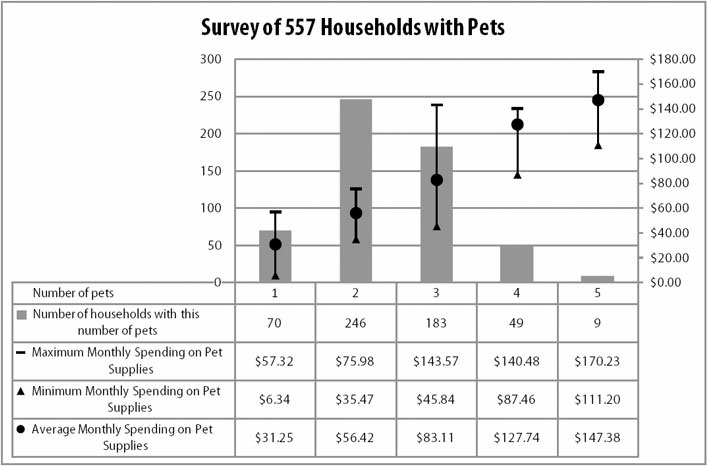 Survey of 557 Households with Pets
300
250
200
150
100
50
0
$180.00
$160.00
$140.00
$120.00
$100.00
$80.00
$60.00
$40.00
$20.00
$0.00
Number of pets 1 2 3 4 5
Number of households with this
number of pets 70 246 183 49 9
Maximum Monthly Spending on Pet
Supplies $57.32 $75.98 $143.57 $140.48 $170.23
Minimum Monthly Spending on Pet
Supplies $6.34 $35.47 $45.84 $87.46 $111.20
Average Monthly Spending on Pet
Supplies $31.25 $56.42 $83.11 $127.74 $147.38